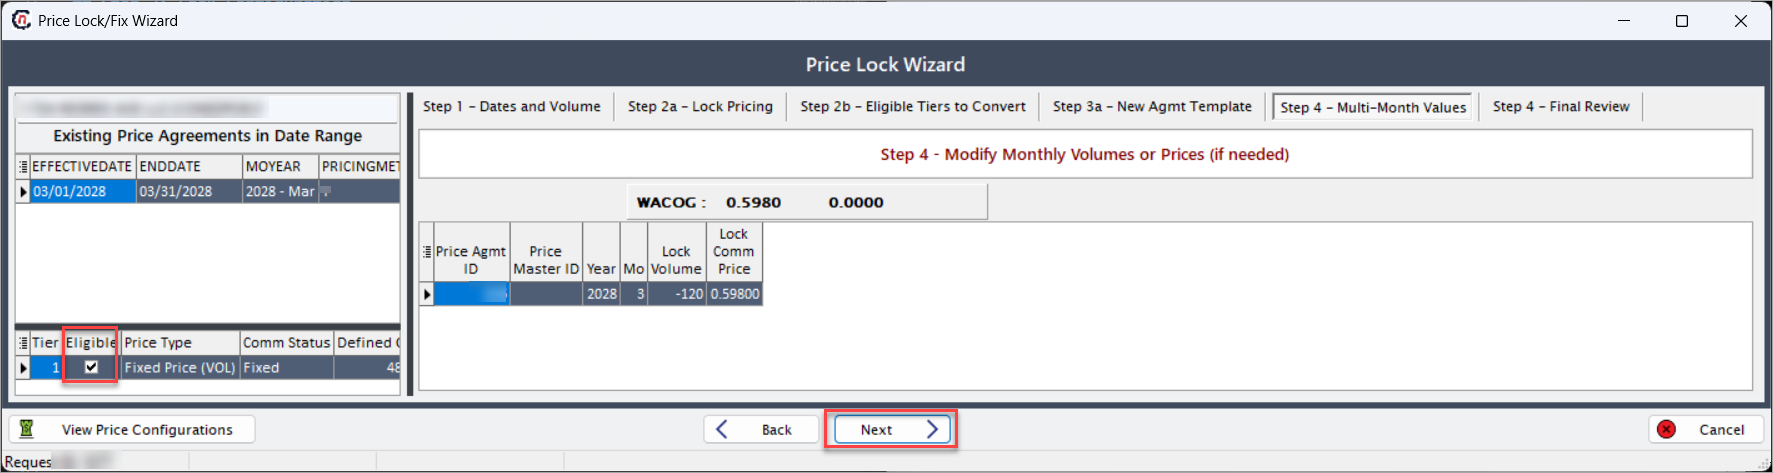 Price Lock/Fix Wizard
Price Lock Wizard
Existing Price Agreements in Date Range
EFFECTIVEDATE ENDDATE MOYEAR PRICINGMET
03/01/2028 03/31/2028 2028 - Mar
Tier Eligible Price Type Comm Status Defined
1 Fixed Price (VOL) Fixed 48
Step 1 - Dates and Volume Step 2a - Lock Pricing Step 2b - Eligible Tiers to Convert Step 3a - New Agmt Template Step 4 - Multi-Month Values Step 4 - Final Review
Step 4 - Modify Monthly Volumes or Prices (if needed)
WACOG : 0.5980 0.0000
Price Agmt ID Price Master ID Year Mo Lock Volume Lock Comm Price
2028 3 -120 0.59800
View Price Configurations Back Next Cancel
Reques